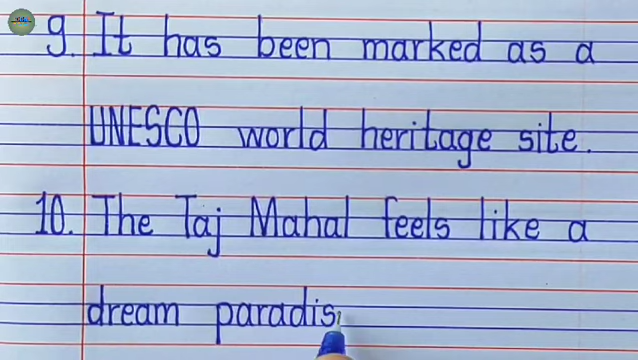 9. It has been marked as a
UNESCO world heritage site.
10. The Taj Mahal feels like a
dream paradis